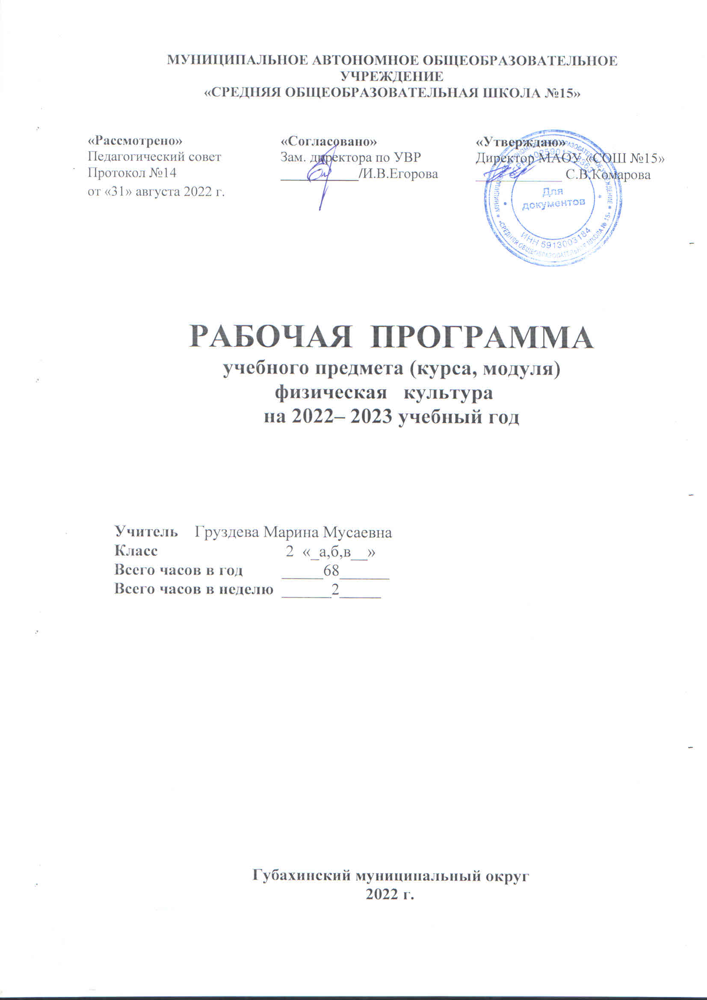 МУНИЦИПАЛЬНОЕ АВТОНОМНОЕ ОБЩЕОБРАЗОВАТЕЛЬНОЕ
УЧРЕЖДЕНИЕ
«СРЕДНЯЯ ОБЩЕОБРАЗОВАТЕЛЬНАЯ ШКОЛА №15»
«Рассмотрено»
Педагогический совет
Протокол №14
от «31» августа 2022 г.
«Согласовано»
Зам. директора по УВР
___________/И.В.Егорова
«Утверждаю»
Директор МАОУ «СОШ №15»
____________ С.В.Комарова
Для
документов
ИНН 5913003184
«СРЕДНЯЯ ОБЩЕОБРАЗОВАТЕЛЬНАЯ ШКОЛА № 15»
РАБОЧАЯ ПРОГРАММА
учебного предмета (курса, модуля)
физическая культура
на 2022– 2023 учебный год
Учитель Груздева Марина Мусаевна
Класс 2 «_а,б,в__»
Всего часов в год _____68______
Всего часов в неделю ______2_____
Губахинский муниципальный округ
2022 г.